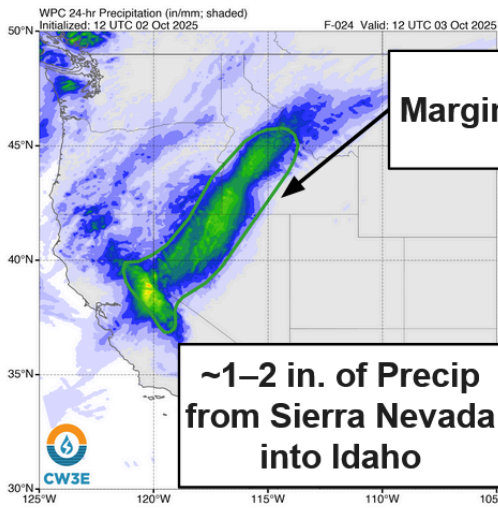 WPC 24-hr Precipitation (in/mm; shaded)
Initialized: 12 UTC 02 Oct 2025 F-024 Valid: 12 UTC 03 Oct 2025
50°N
Margin
45°N
40°N
35°N
~1–2 in. of Precip
from Sierra Nevada
into Idaho
CW3E
30°N
125°W 120°W 115°W 110°W 105